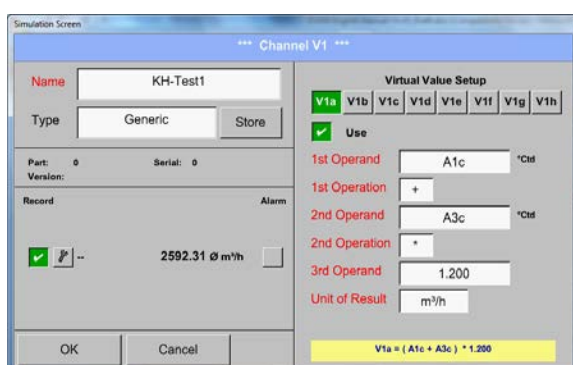 Simulation Screen
*** Channel V1 ***
Name KH-Test1
Type Generic Store
Part: 0 Serial: 0
Version:
Record Alarm
-- 2592.31 Ø m³/h
OK Cancel
Virtual Value Setup
V1a V1b V1c V1d V1e V1f V1g V1h
Use
1st Operand A1c °Ctd
1st Operation +
2nd Operand A3c °Ctd
2nd Operation *
3rd Operand 1.200
Unit of Result m³/h
V1a = ( A1c + A3c ) * 1.200